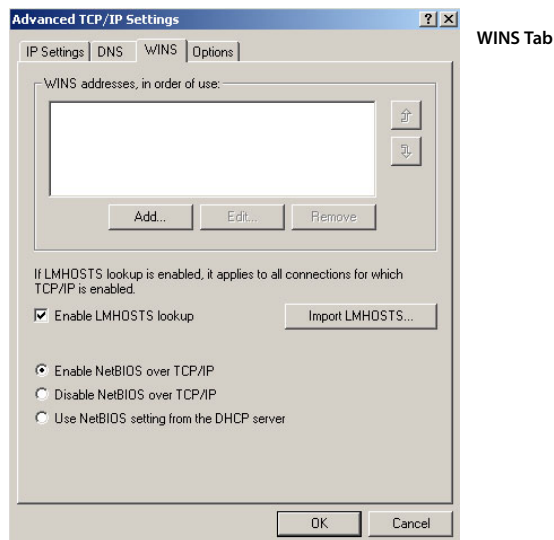 Advanced TCP/IP Settings
WINS Tab
IP Settings DNS WINS Options
WINS addresses, in order of use:
Add... Edit... Remove
If LMHOSTS lookup is enabled, it applies to all connections for which
TCP/IP is enabled.
Enable LMHOSTS lookup Import LMHOSTS...
Enable NetBIOS over TCP/IP
Disable NetBIOS over TCP/IP
Use NetBIOS setting from the DHCP server
OK Cancel